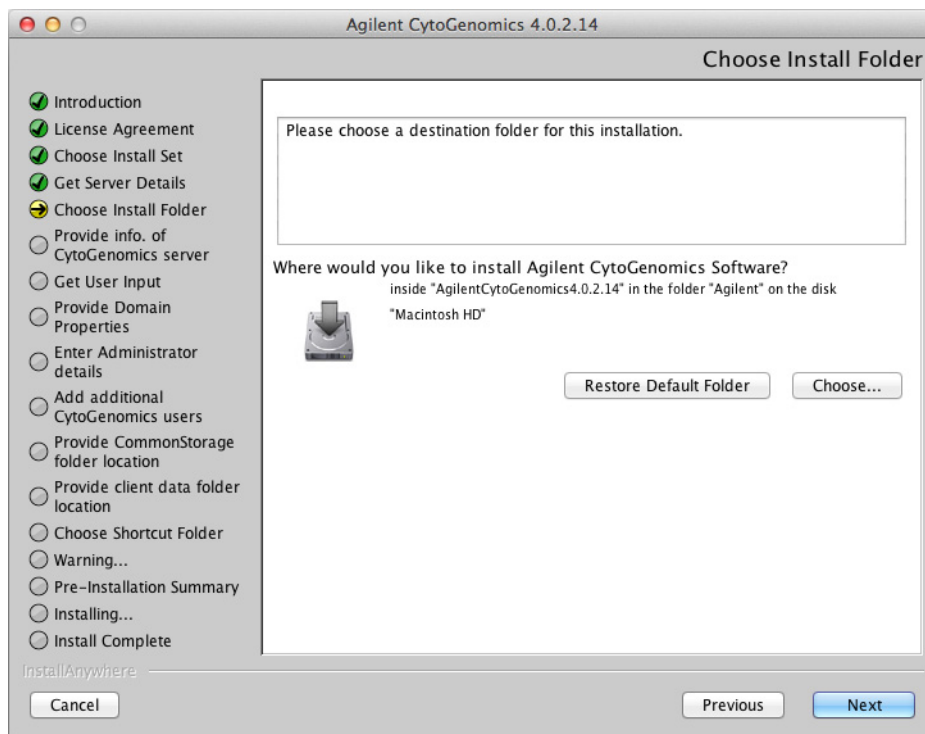 Agilent CytoGenomics 4.0.2.14
Choose Install Folder
Introduction
License Agreement
Choose Install Set
Get Server Details
Choose Install Folder
Provide info. of
CytoGenomics server
Get User Input
Provide Domain
Properties
Enter Administrator
details
Add additional
CytoGenomics users
Provide CommonStorage
folder location
Provide client data folder
location
Choose Shortcut Folder
Warning...
Pre-Installation Summary
Installing...
Install Complete
Please choose a destination folder for this installation.
Where would you like to install Agilent CytoGenomics Software?
inside "AgilentCytoGenomics4.0.2.14" in the folder "Agilent" on the disk
"Macintosh HD"
Restore Default Folder
Choose...
InstallAnywhere
Cancel
Previous
Next